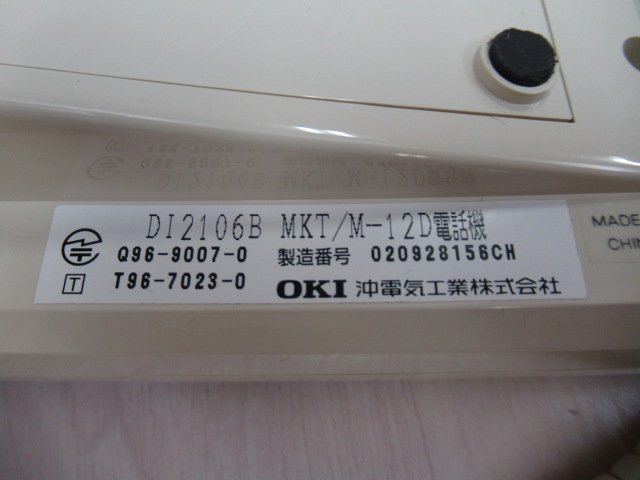 DI2106B MKT/M-12D電話機
Q96-9007-0 製造番号 020928156CH
T T96-7023-0 OKI 沖電気工業株式会社
MADE
CHIN